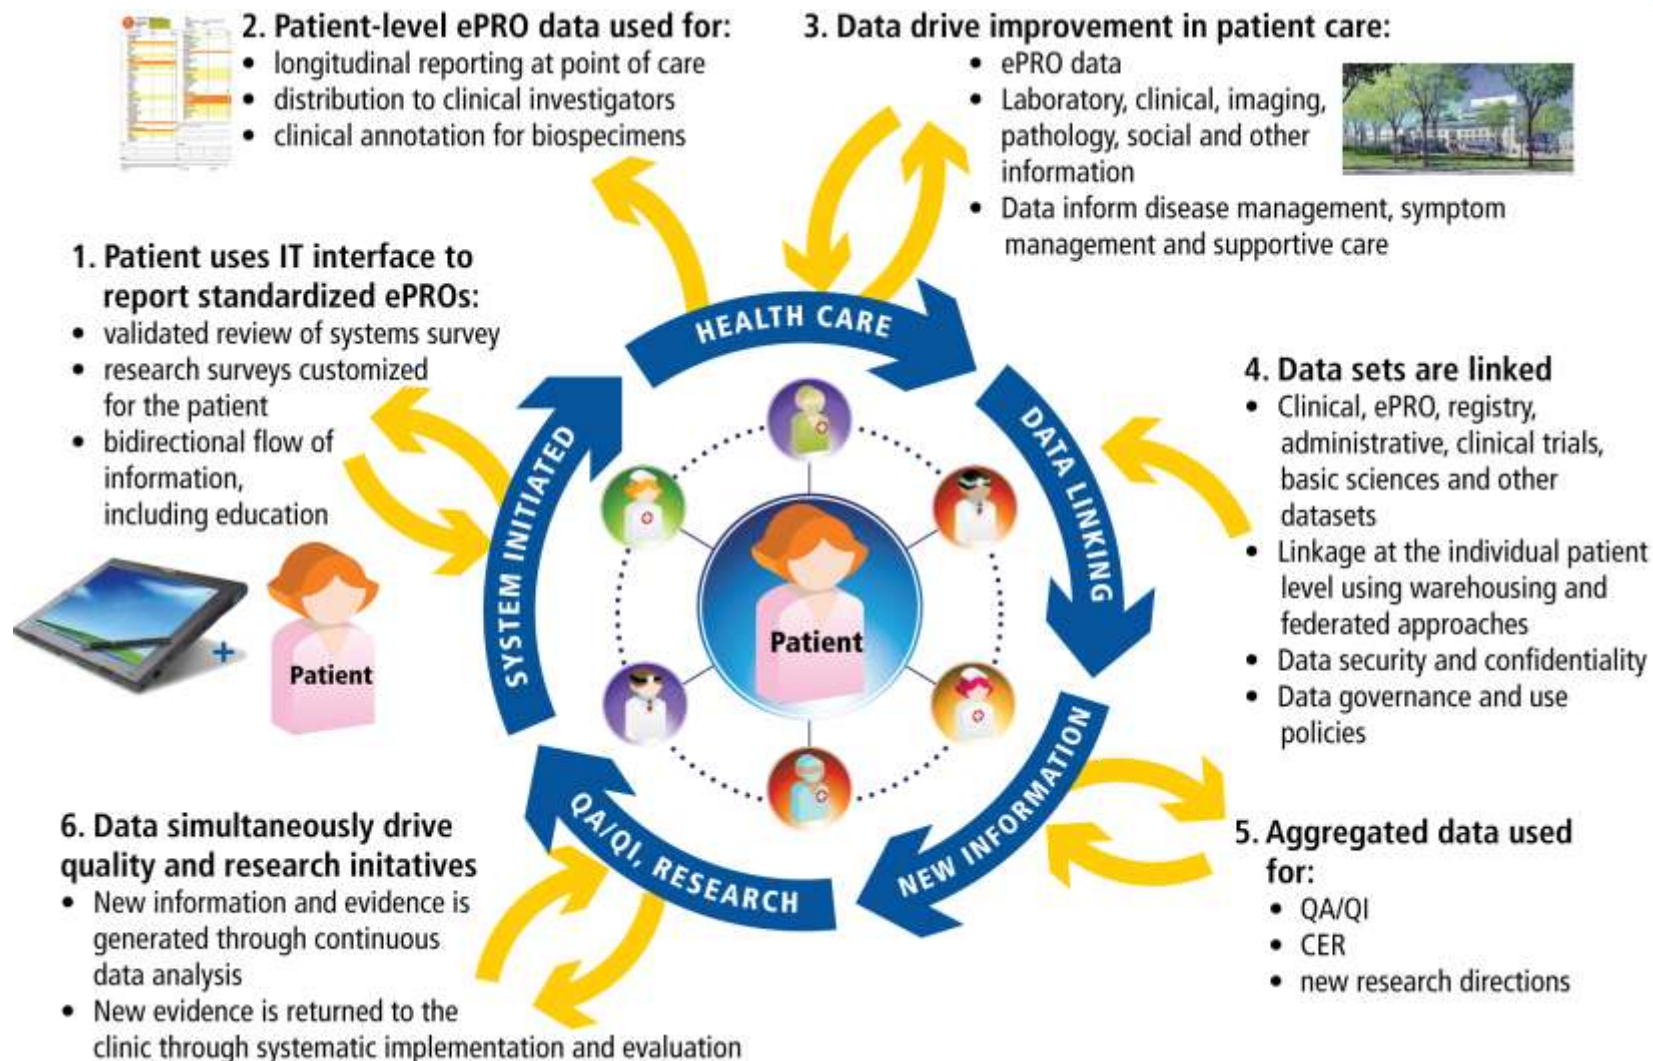 2. Patient-level ePRO data used for:
• longitudinal reporting at point of care
• distribution to clinical investigators
• clinical annotation for biospecimens
3. Data drive improvement in patient care:
• ePRO data
• Laboratory, clinical, imaging,
pathology, social and other
information
• Data inform disease management, symptom
management and supportive care
1. Patient uses IT interface to
report standardized ePROs:
• validated review of systems survey
• research surveys customized
for the patient
• bidirectional flow of
information,
including education
Patient
HEALTH CARE
DATA LINKING
NEW INFORMATION
QA/QI, RESEARCH
SYSTEM INITIATED
Patient
4. Data sets are linked
• Clinical, ePRO, registry,
administrative, clinical trials,
basic sciences and other
datasets
• Linkage at the individual patient
level using warehousing and
federated approaches
• Data security and confidentiality
• Data governance and use
policies
5. Aggregated data used
for:
• QA/QI
• CER
• new research directions
6. Data simultaneously drive
quality and research initatives
• New information and evidence is
generated through continuous
data analysis
• New evidence is returned to the
clinic through systematic implementation and evaluation